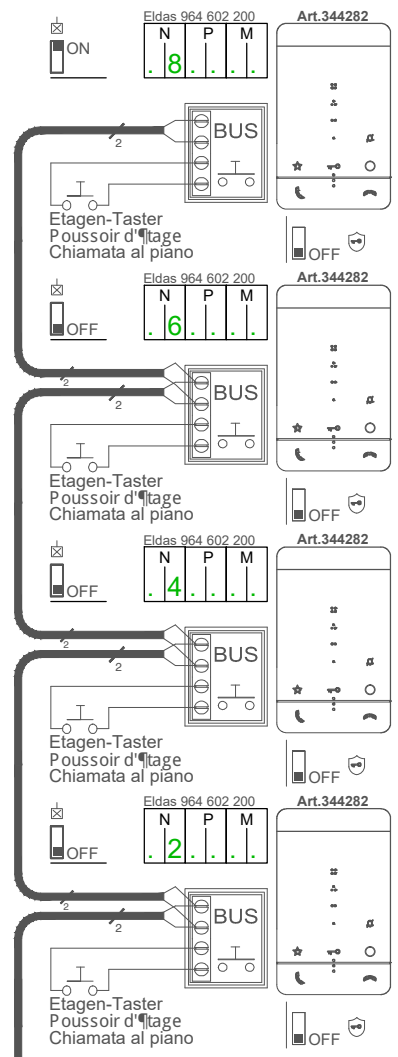 Eldas 964 602 200 Art.344282
ON
N P M
. 8. . . .
2
BUS
Etagen-Taster
Poussoir d'¶tage
Chiamata al piano
OFF
Eldas 964 602 200 Art.344282
N P M
. 6. . . .
OFF
2
2
BUS
Etagen-Taster
Poussoir d'¶tage
Chiamata al piano
OFF
Eldas 964 602 200 Art.344282
N P M
. 4. . . .
OFF
2
2
BUS
Etagen-Taster
Poussoir d'¶tage
Chiamata al piano
OFF
Eldas 964 602 200 Art.344282
N P M
. 2. . . .
OFF
2
2
BUS
Etagen-Taster
Poussoir d'¶tage
Chiamata al piano
OFF